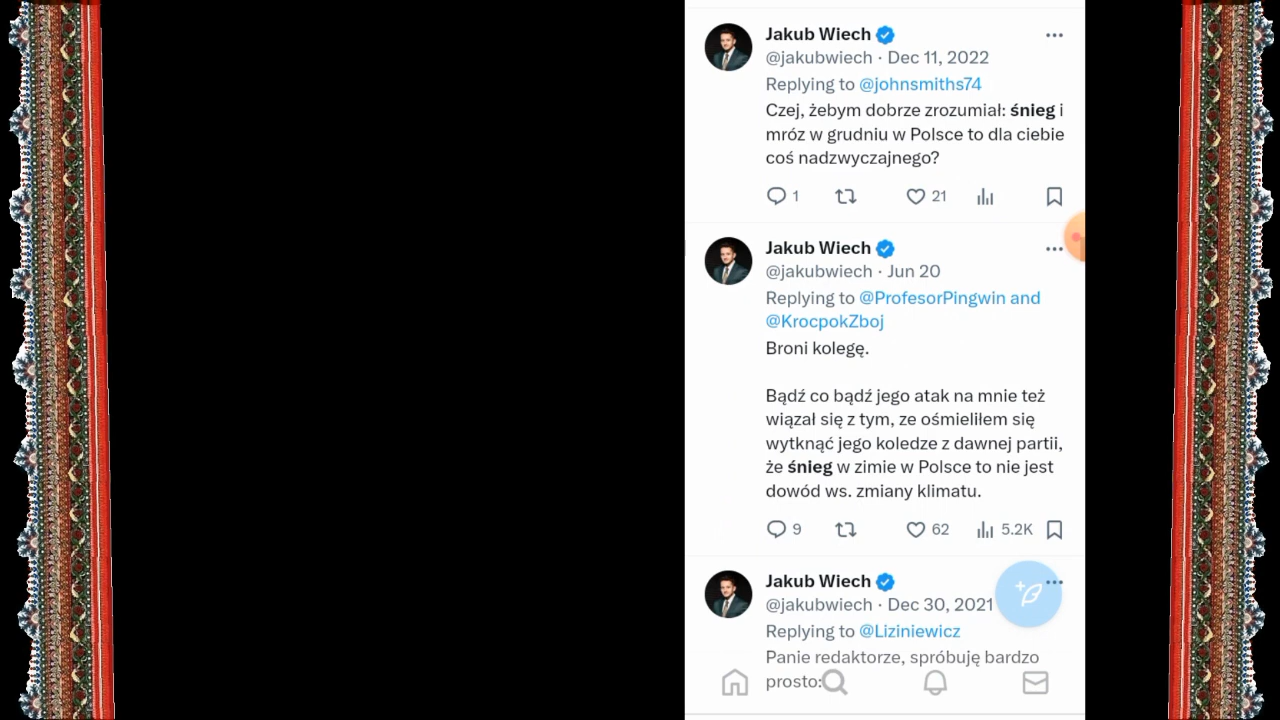 Jakub Wiech
@jakubwiech · Dec 11, 2022
Replying to @johnsmiths74
Czej, żebym dobrze zrozumiał: śnieg i
mróz w grudniu w Polsce to dla ciebie
coś nadzwyczajnego?
1 21
Jakub Wiech
@jakubwiech · Jun 20
Replying to @ProfesorPingwin and
@KrocpokZboj
Broni kolegę.
Bądź co bądź jego atak na mnie też
wiązał się z tym, ze ośmieliłem się
wytknąć jego koledze z dawnej partii,
że śnieg w zimie w Polsce to nie jest
dowód ws. zmiany klimatu.
9 62 5.2K
Jakub Wiech
@jakubwiech · Dec 30, 2021
Replying to @Liziniewicz
Panie redaktorze, spróbuję bardzo
prosto: